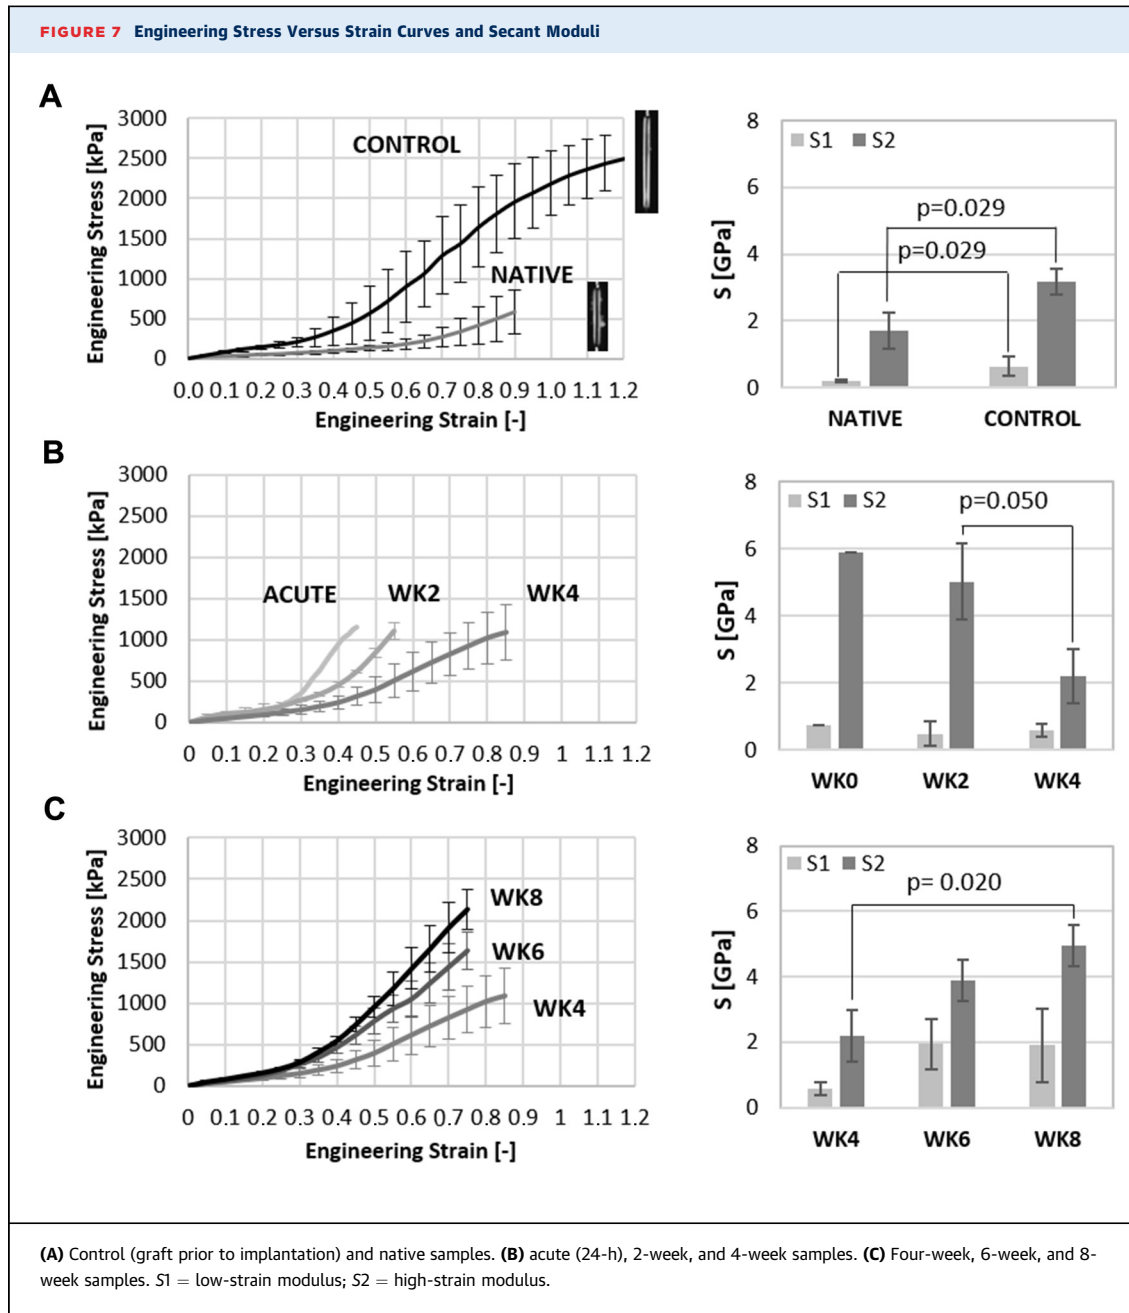 FIGURE 7 Engineering Stress Versus Strain Curves and Secant Moduli
A
Engineering Stress [kPa]
3000
2500
2000
1500
1000
500
0
CONTROL
NATIVE
0.0 0.1 0.2 0.3 0.4 0.5 0.6 0.7 0.8 0.9 1.0 1.1 1.2
Engineering Strain [-]
S [GPa]
8
6
4
2
0
S1 S2
p=0.029
p=0.029
NATIVE CONTROL
B
Engineering Stress [kPa]
3000
2500
2000
1500
1000
500
0
ACUTE WK2 WK4
0 0.1 0.2 0.3 0.4 0.5 0.6 0.7 0.8 0.9 1 1.1 1.2
Engineering Strain [-]
S [GPa]
8
6
4
2
0
S1 S2
p=0.050
WK0 WK2 WK4
C
Engineering Stress [kPa]
3000
2500
2000
1500
1000
500
0
WK8
WK6
WK4
0 0.1 0.2 0.3 0.4 0.5 0.6 0.7 0.8 0.9 1 1.1 1.2
Engineering Strain [-]
S [GPa]
8
6
4
2
0
S1 S2
p= 0.020
WK4 WK6 WK8
(A) Control (graft prior to implantation) and native samples. (B) acute (24-h), 2-week, and 4-week samples. (C) Four-week, 6-week, and 8-
week samples. S1 = low-strain modulus; S2 = high-strain modulus.